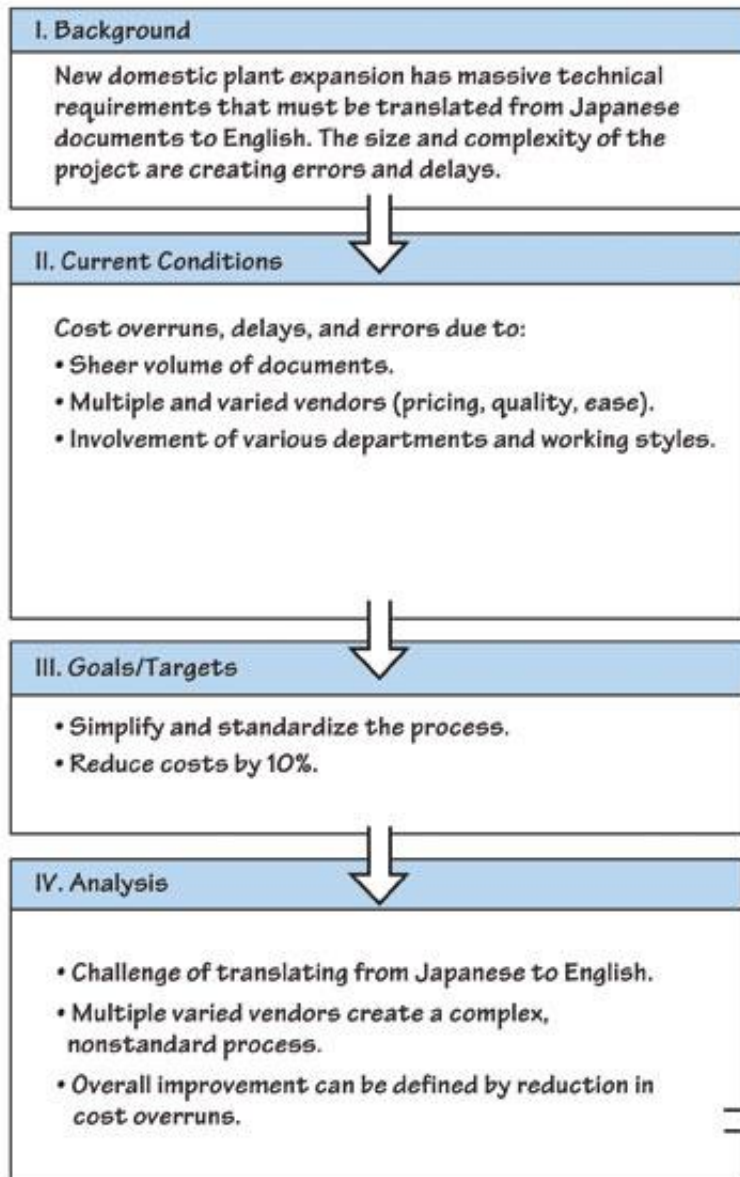 I. Background
New domestic plant expansion has massive technical
requirements that must be translated from Japanese
documents to English. The size and complexity of the
project are creating errors and delays.
II. Current Conditions
Cost overruns, delays, and errors due to:
• Sheer volume of documents.
• Multiple and varied vendors (pricing, quality, ease).
• Involvement of various departments and working styles.
III. Goals/Targets
• Simplify and standardize the process.
• Reduce costs by 10%.
IV. Analysis
• Challenge of translating from Japanese to English.
• Multiple varied vendors create a complex,
nonstandard process.
• Overall improvement can be defined by reduction in
cost overruns.